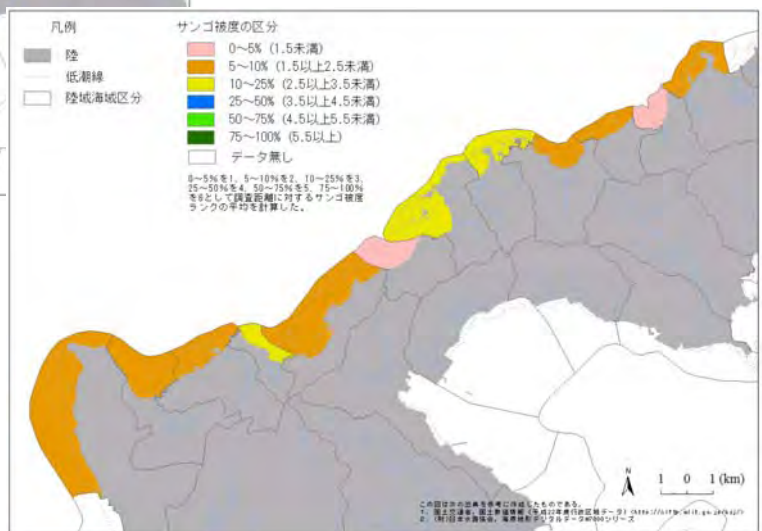 凡例
陸
低潮線
陸域海域区分
サンゴ被度の区分
0～5% (1.5未満)
5～10% (1.5以上2.5未満)
10～25% (2.5以上3.5未満)
25～50% (3.5以上4.5未満)
50～75% (4.5以上5.5未満)
75～100% (5.5以上)
データ無し
0～5%を1、5～10%を2、10～25%を3、
25～50%を4、50～75%を5、75～100%
を6として調査距離に対するサンゴ被度
ランクの平均を計算した。
N
1 0 1 (km)
この図は次の出典を参考に作成したものである。